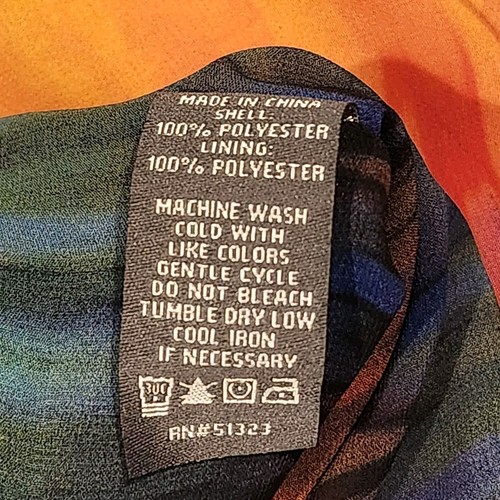 MADE IN CHINA
SHELL:
100% POLYESTER
LINING:
100% POLYESTER
MACHINE WASH
COLD WITH
LIKE COLORS
GENTLE CYCLE
DO NOT BLEACH
TUMBLE DRY LOW
COOL IRON
IF NECESSARY
RN#51323